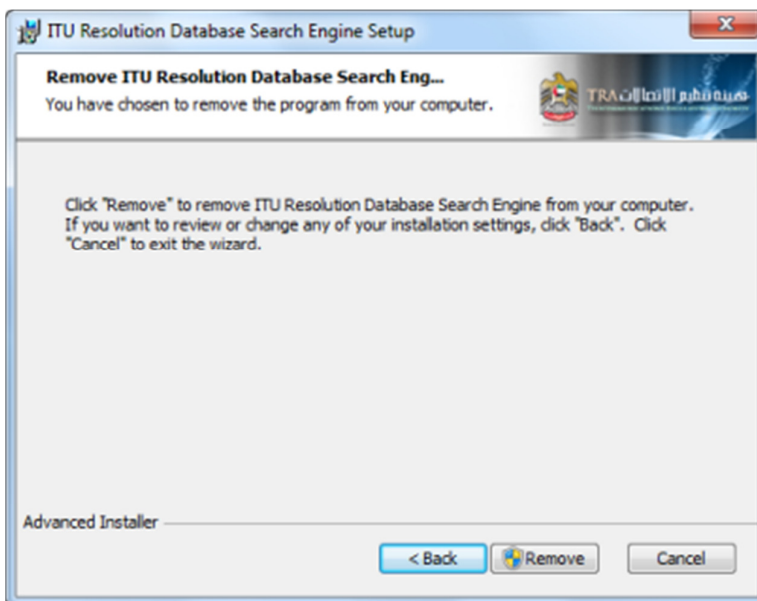 ITU Resolution Database Search Engine Setup
Remove ITU Resolution Database Search Eng...
You have chosen to remove the program from your computer.
TRA هيئة تنظيم الاتصالات
Click "Remove" to remove ITU Resolution Database Search Engine from your computer.
If you want to review or change any of your installation settings, click "Back". Click
"Cancel" to exit the wizard.
Advanced Installer
< Back
Remove
Cancel